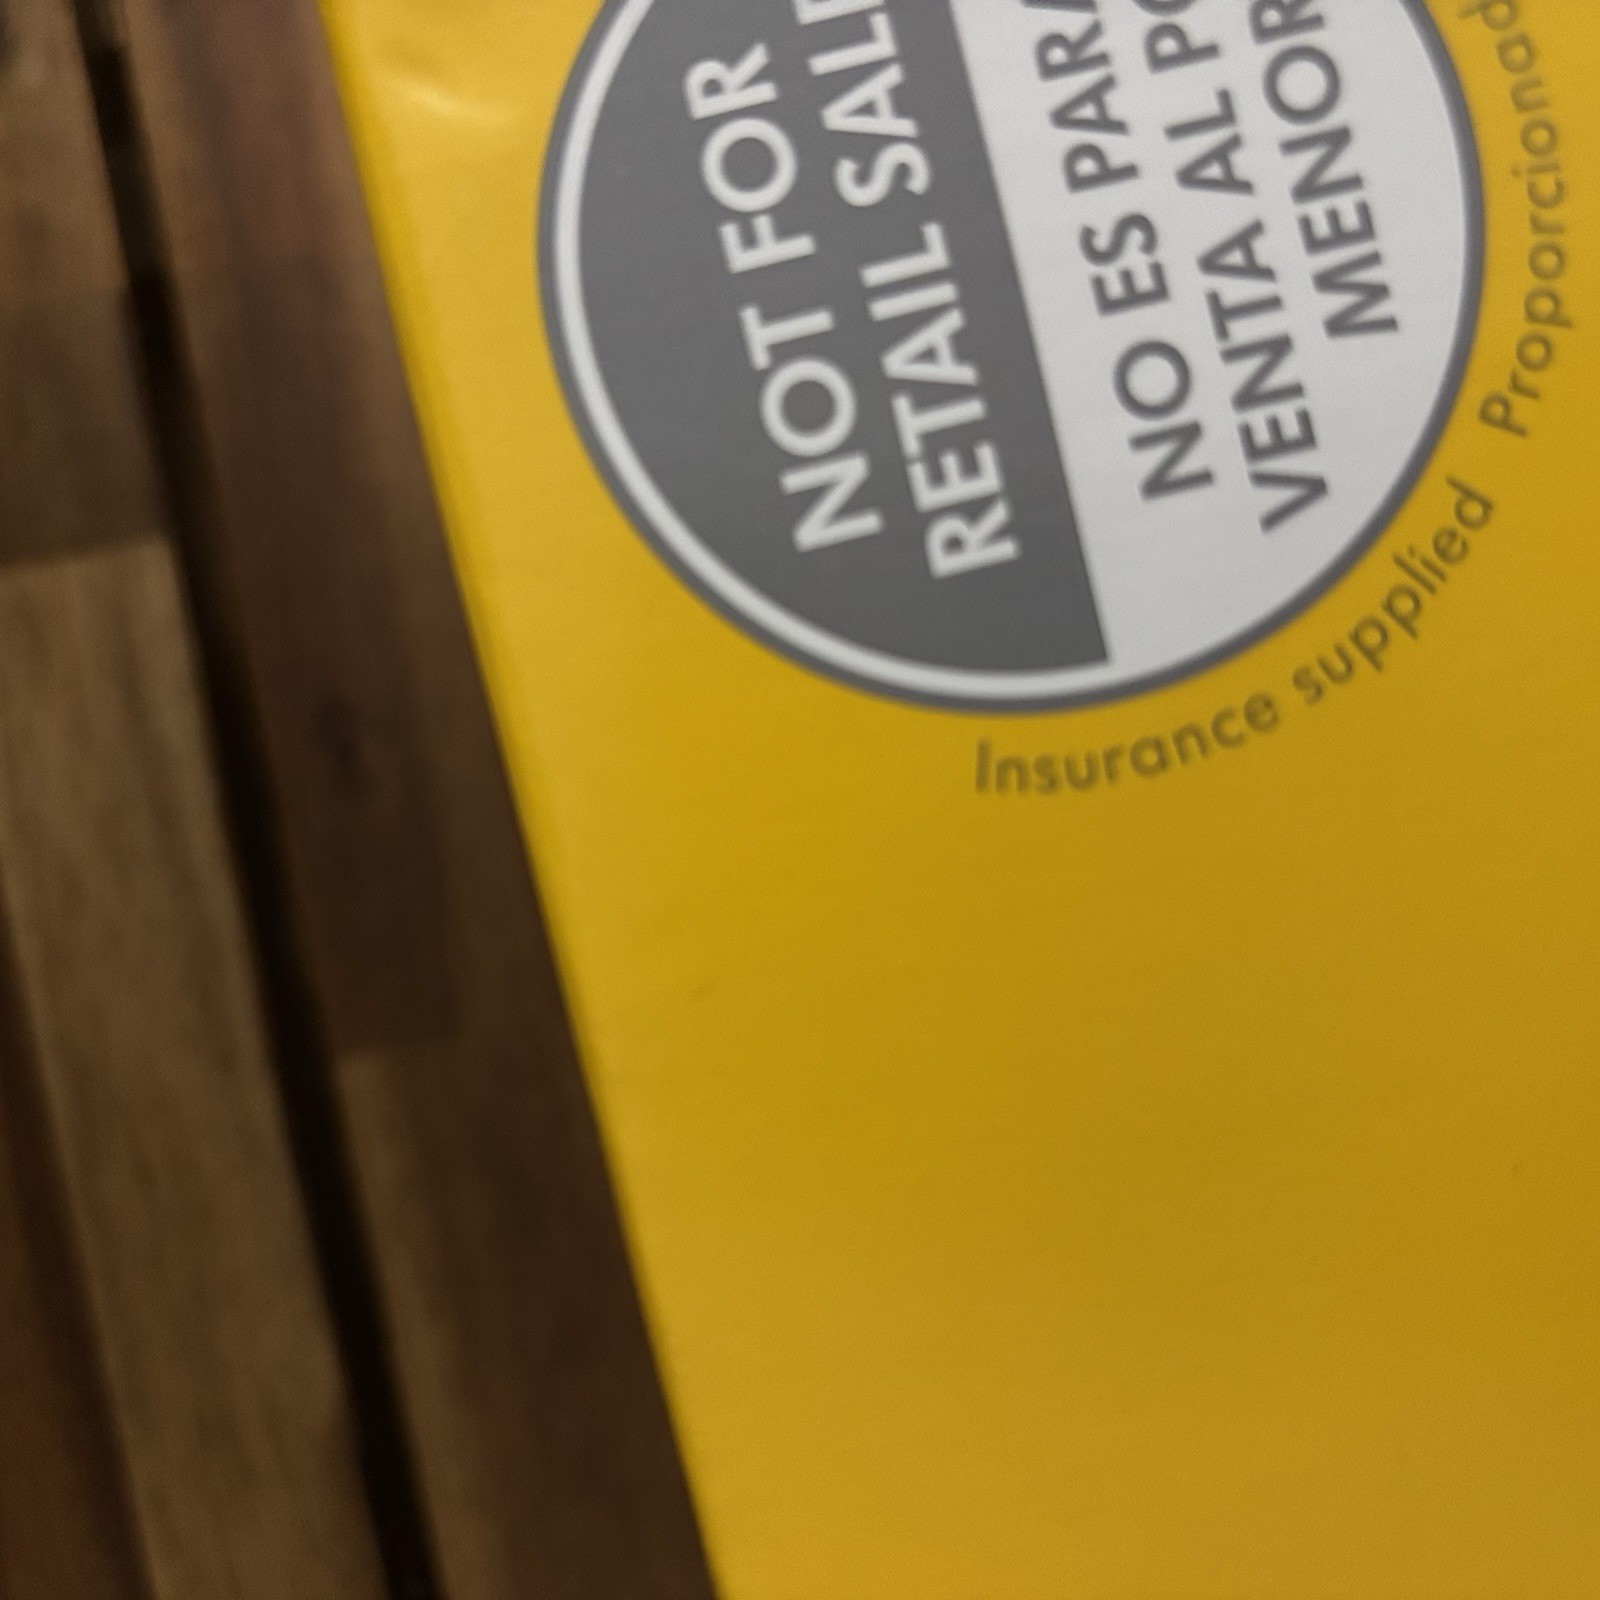 NOT FOR
RETAIL SALE
NO ES PARA
VENTA AL
MENOR
Insurance supplied